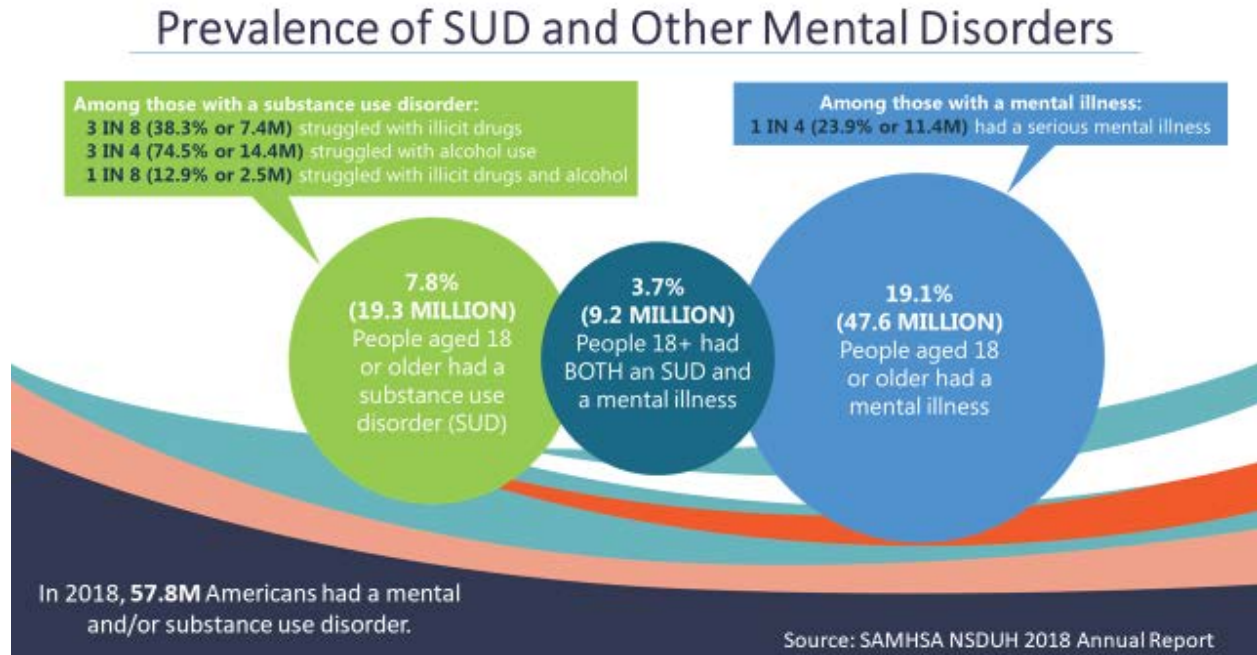 Prevalence of SUD and Other Mental Disorders
Among those with a substance use disorder:
3 IN 8 (38.3% or 7.4M) struggled with illicit drugs
3 IN 4 (74.5% or 14.4M) struggled with alcohol use
1 IN 8 (12.9% or 2.5M) struggled with illicit drugs and alcohol
Among those with a mental illness:
1 IN 4 (23.9% or 11.4M) had a serious mental illness
7.8%
(19.3 MILLION)
People aged 18
or older had a
substance use
disorder (SUD)
3.7%
(9.2 MILLION)
People 18+ had
BOTH an SUD and
a mental illness
19.1%
(47.6 MILLION)
People aged 18
or older had a
mental illness
In 2018, 57.8M Americans had a mental
and/or substance use disorder.
Source: SAMHSA NSDUH 2018 Annual Report